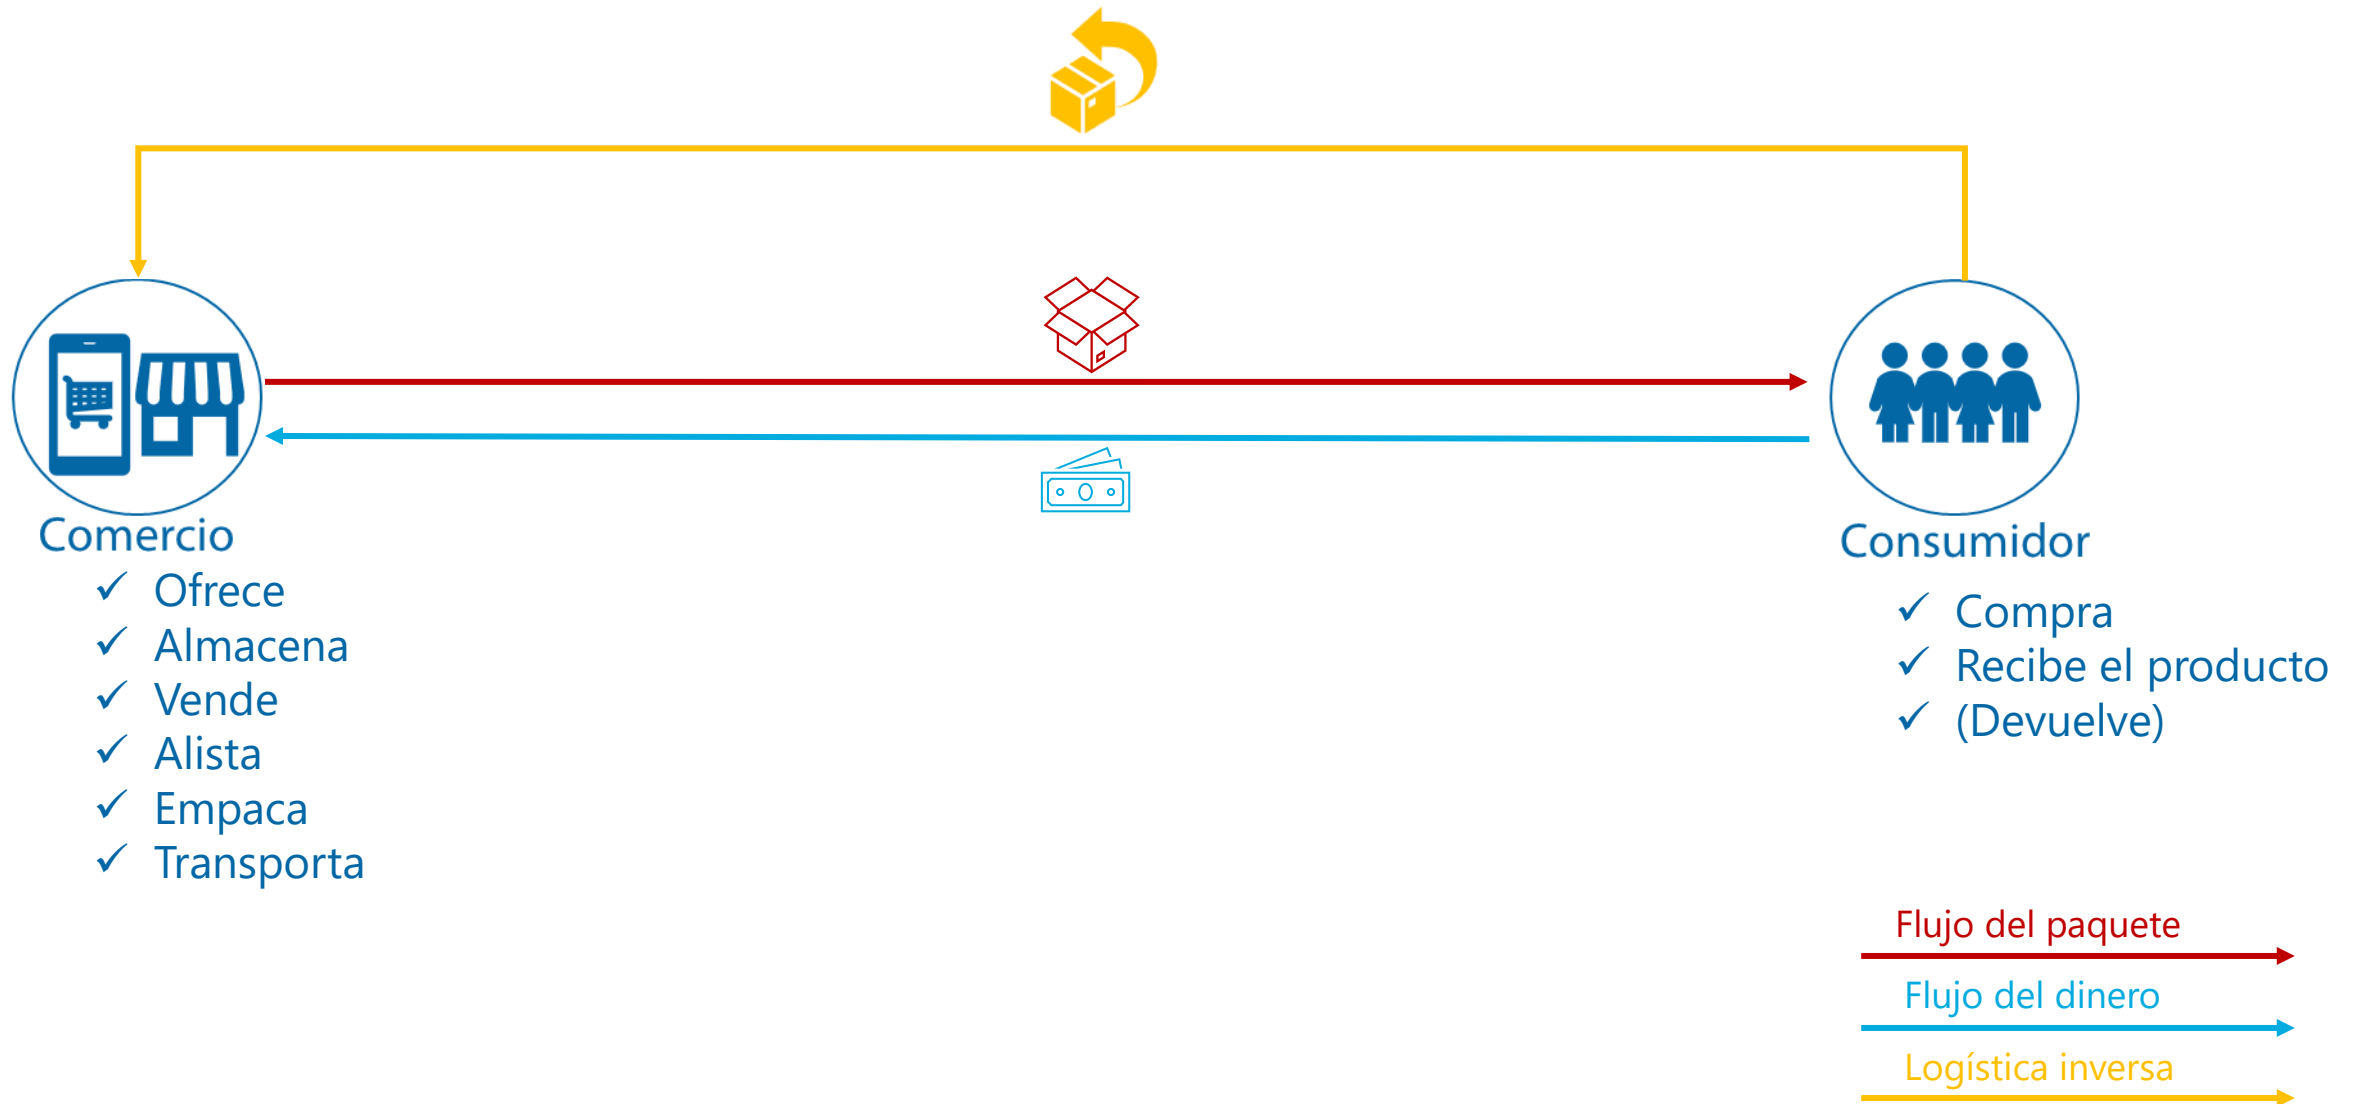 Comercio
✓ Ofrece
✓ Almacena
✓ Vende
✓ Alista
✓ Empaca
✓ Transporta
Consumidor
✓ Compra
✓ Recibe el producto
✓ (Devuelve)
Flujo del paquete
Flujo del dinero
Logística inversa